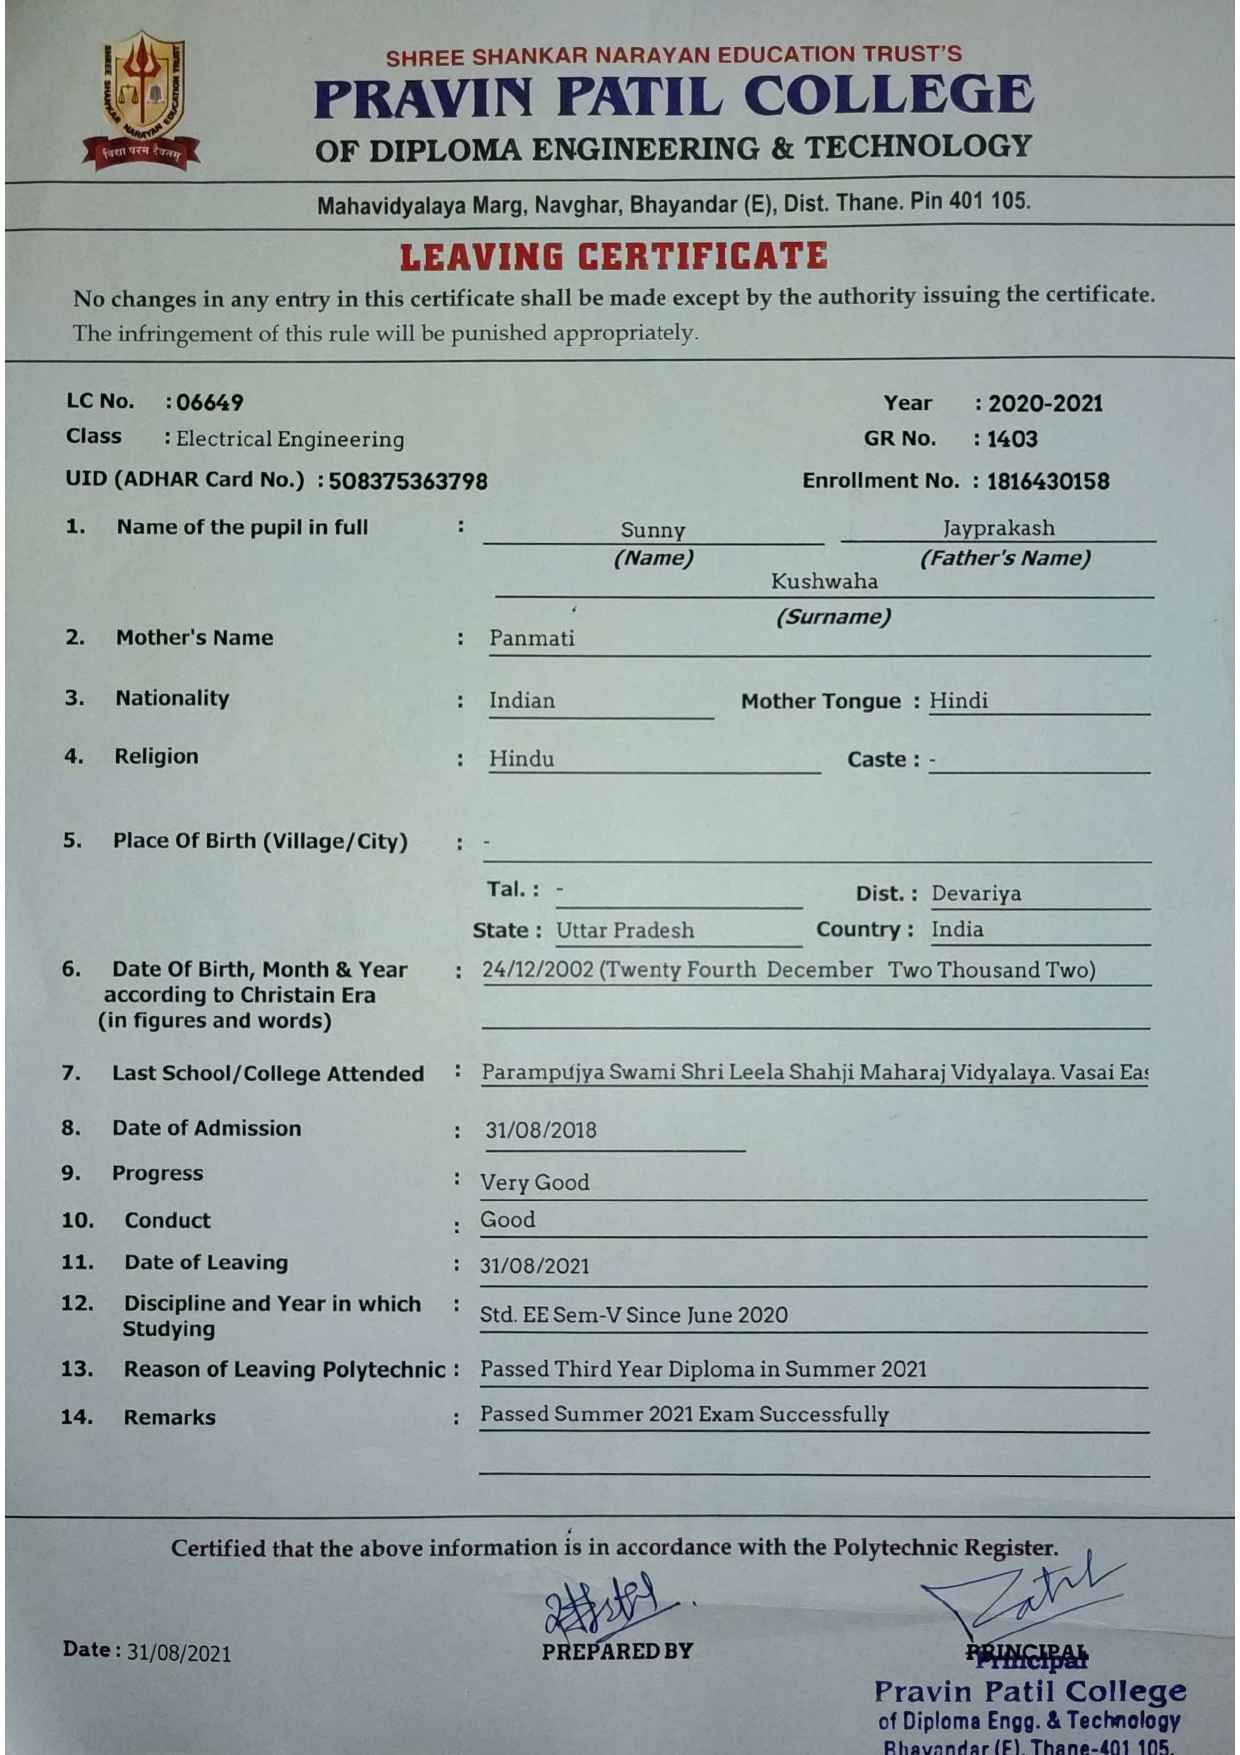 SHREE SHANKAR NARAYAN EDUCATION TRUST
विद्या परम दैवतम्
SHREE SHANKAR NARAYAN EDUCATION TRUST'S
PRAVIN PATIL COLLEGE
OF DIPLOMA ENGINEERING & TECHNOLOGY
Mahavidyalaya Marg, Navghar, Bhayandar (E), Dist. Thane. Pin 401 105.
LEAVING CERTIFICATE
No changes in any entry in this certificate shall be made except by the authority issuing the certificate.
The infringement of this rule will be punished appropriately.
LC No. : 06649 Year : 2020-2021
Class : Electrical Engineering GR No. : 1403
UID (ADHAR Card No.) : 508375363798 Enrollment No. : 1816430158
1. Name of the pupil in full : Sunny Jayprakash
(Name) (Father's Name)
Kushwaha
(Surname)
2. Mother's Name : Panmati
3. Nationality : Indian Mother Tongue : Hindi
4. Religion : Hindu Caste : -
5. Place Of Birth (Village/City) : -
Tal. : - Dist. : Devariya
State : Uttar Pradesh Country : India
6. Date Of Birth, Month & Year : 24/12/2002 (Twenty Fourth December Two Thousand Two)
according to Christain Era
(in figures and words)
7. Last School/College Attended : Parampujya Swami Shri Leela Shahji Maharaj Vidyalaya. Vasai Eas
8. Date of Admission : 31/08/2018
9. Progress : Very Good
10. Conduct : Good
11. Date of Leaving : 31/08/2021
12. Discipline and Year in which : Std. EE Sem-V Since June 2020
Studying
13. Reason of Leaving Polytechnic : Passed Third Year Diploma in Summer 2021
14. Remarks : Passed Summer 2021 Exam Successfully
Certified that the above information is in accordance with the Polytechnic Register.
Patil
Date : 31/08/2021 PREPARED BY PRINCIPAL
Principal
Pravin Patil College
of Diploma Engg. & Technology
Bhayandar (E), Thane-401 105.